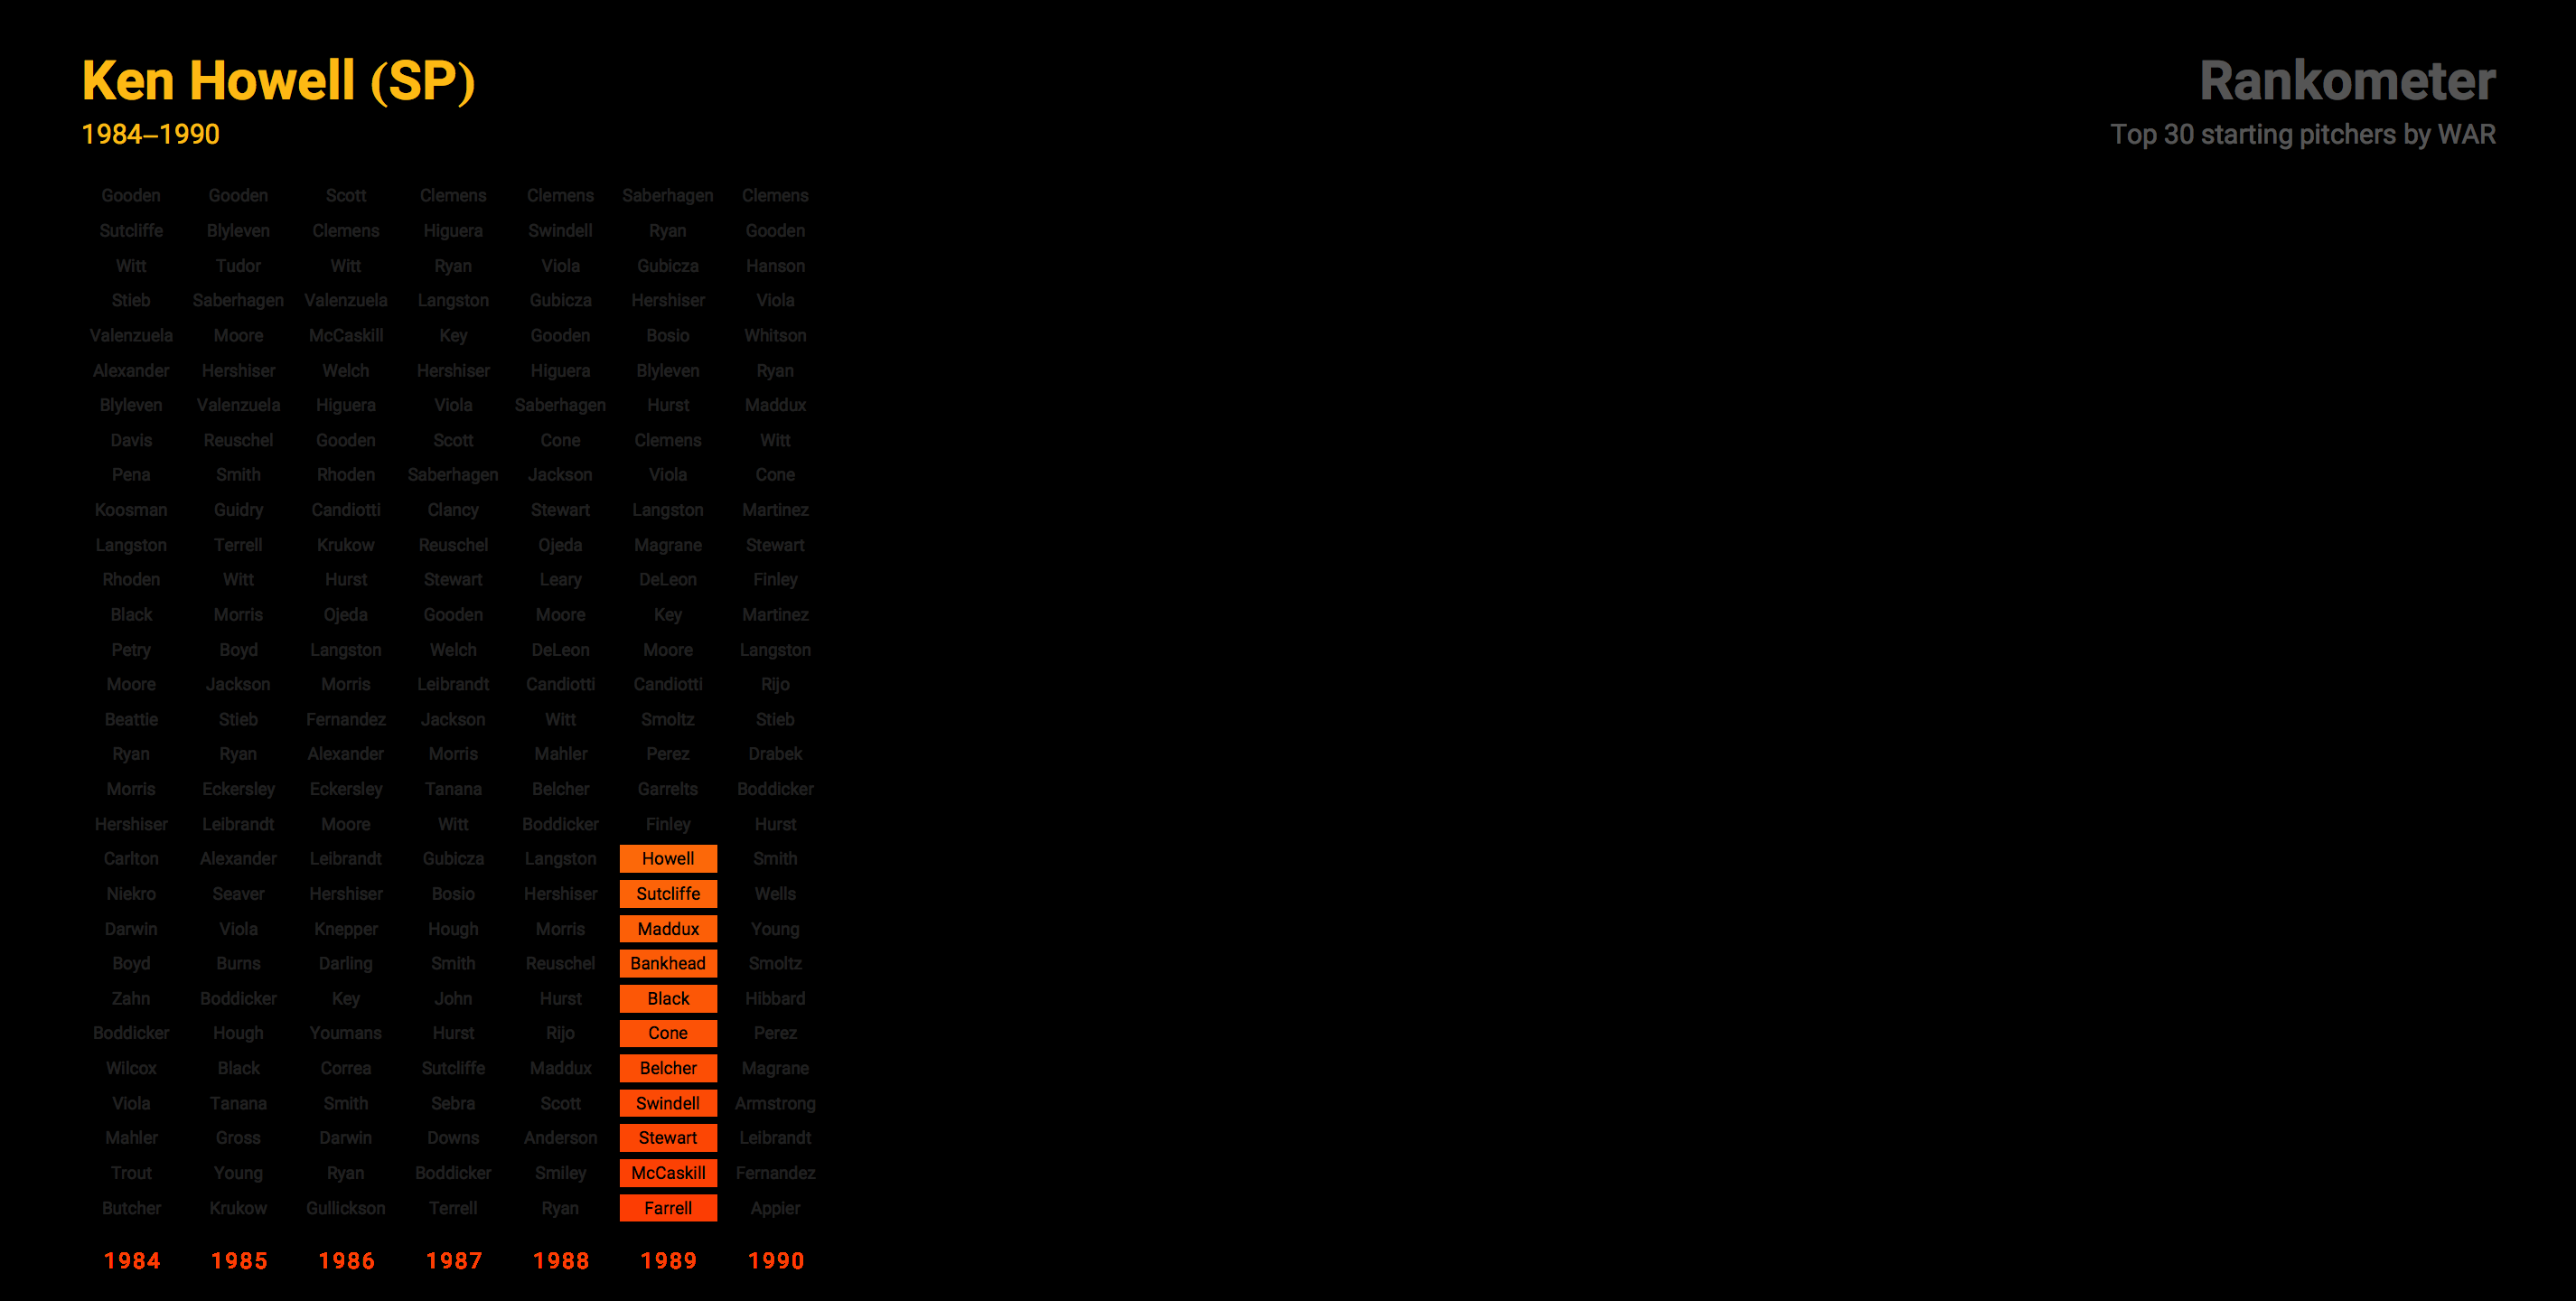 Ken Howell (SP)
1984–1990
Rankometer
Top 30 starting pitchers by WAR
Gooden Gooden Scott Clemens Clemens Saberhagen Clemens
Sutcliffe Blyleven Clemens Higuera Swindell Ryan Gooden
Witt Tudor Witt Ryan Viola Gubicza Hanson
Stieb Saberhagen Valenzuela Langston Gubicza Hershiser Viola
Valenzuela Moore McCaskill Key Gooden Bosio Whitson
Alexander Hershiser Welch Hershiser Higuera Blyleven Ryan
Blyleven Valenzuela Higuera Viola Saberhagen Hurst Maddux
Davis Reuschel Gooden Scott Cone Clemens Witt
Pena Smith Rhoden Saberhagen Jackson Viola Cone
Koosman Guidry Candiotti Clancy Stewart Langston Martinez
Langston Terrell Krukow Reuschel Ojeda Magrane Stewart
Rhoden Witt Hurst Stewart Leary DeLeon Finley
Black Morris Ojeda Gooden Moore Key Martinez
Petry Boyd Langston Welch DeLeon Moore Langston
Moore Jackson Morris Leibrandt Candiotti Candiotti Rijo
Beattie Stieb Fernandez Jackson Witt Smoltz Stieb
Ryan Ryan Alexander Morris Mahler Perez Drabek
Morris Eckersley Eckersley Tanana Belcher Garrelts Boddicker
Hershiser Leibrandt Moore Witt Boddicker Finley Hurst
Carlton Alexander Leibrandt Gubicza Langston Howell Smith
Niekro Seaver Hershiser Bosio Hershiser Sutcliffe Wells
Darwin Viola Knepper Hough Morris Maddux Young
Boyd Burns Darling Smith Reuschel Bankhead Smoltz
Zahn Boddicker Key John Hurst Black Hibbard
Boddicker Hough Youmans Hurst Rijo Cone Perez
Wilcox Black Correa Sutcliffe Maddux Belcher Magrane
Viola Tanana Smith Sebra Scott Swindell Armstrong
Mahler Gross Darwin Downs Anderson Stewart Leibrandt
Trout Young Ryan Boddicker Smiley McCaskill Fernandez
Butcher Krukow Gullickson Terrell Ryan Farrell Appier
1984 1985 1986 1987 1988 1989 1990